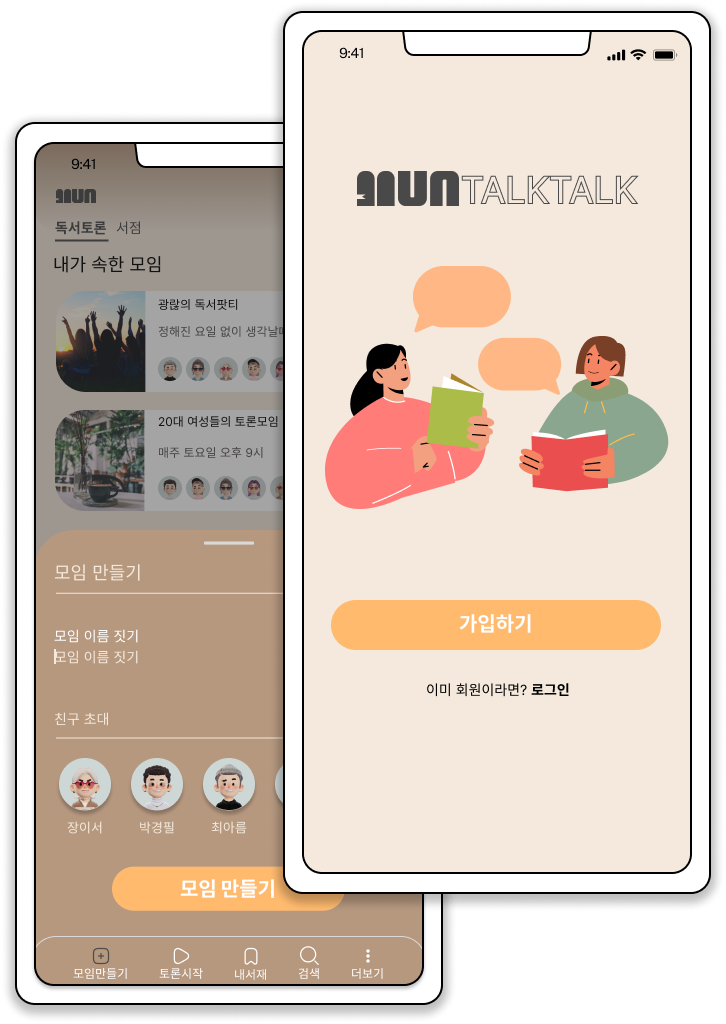 9:41
독서토론 서점
내가 속한 모임
광랺의 독서팟티
정해진 요일 없이 생각날
20대 여성들의 토론모임
매주 토요일 오후 9시
모임 만들기
모임 이름 짓기
모임 이름 짓기
친구 초대
장이서 박경필 최아름
모임 만들기
모임만들기 토론시작 내서재 검색 더보기
9:41
TALKTALK
가입하기
이미 회원이라면? 로그인